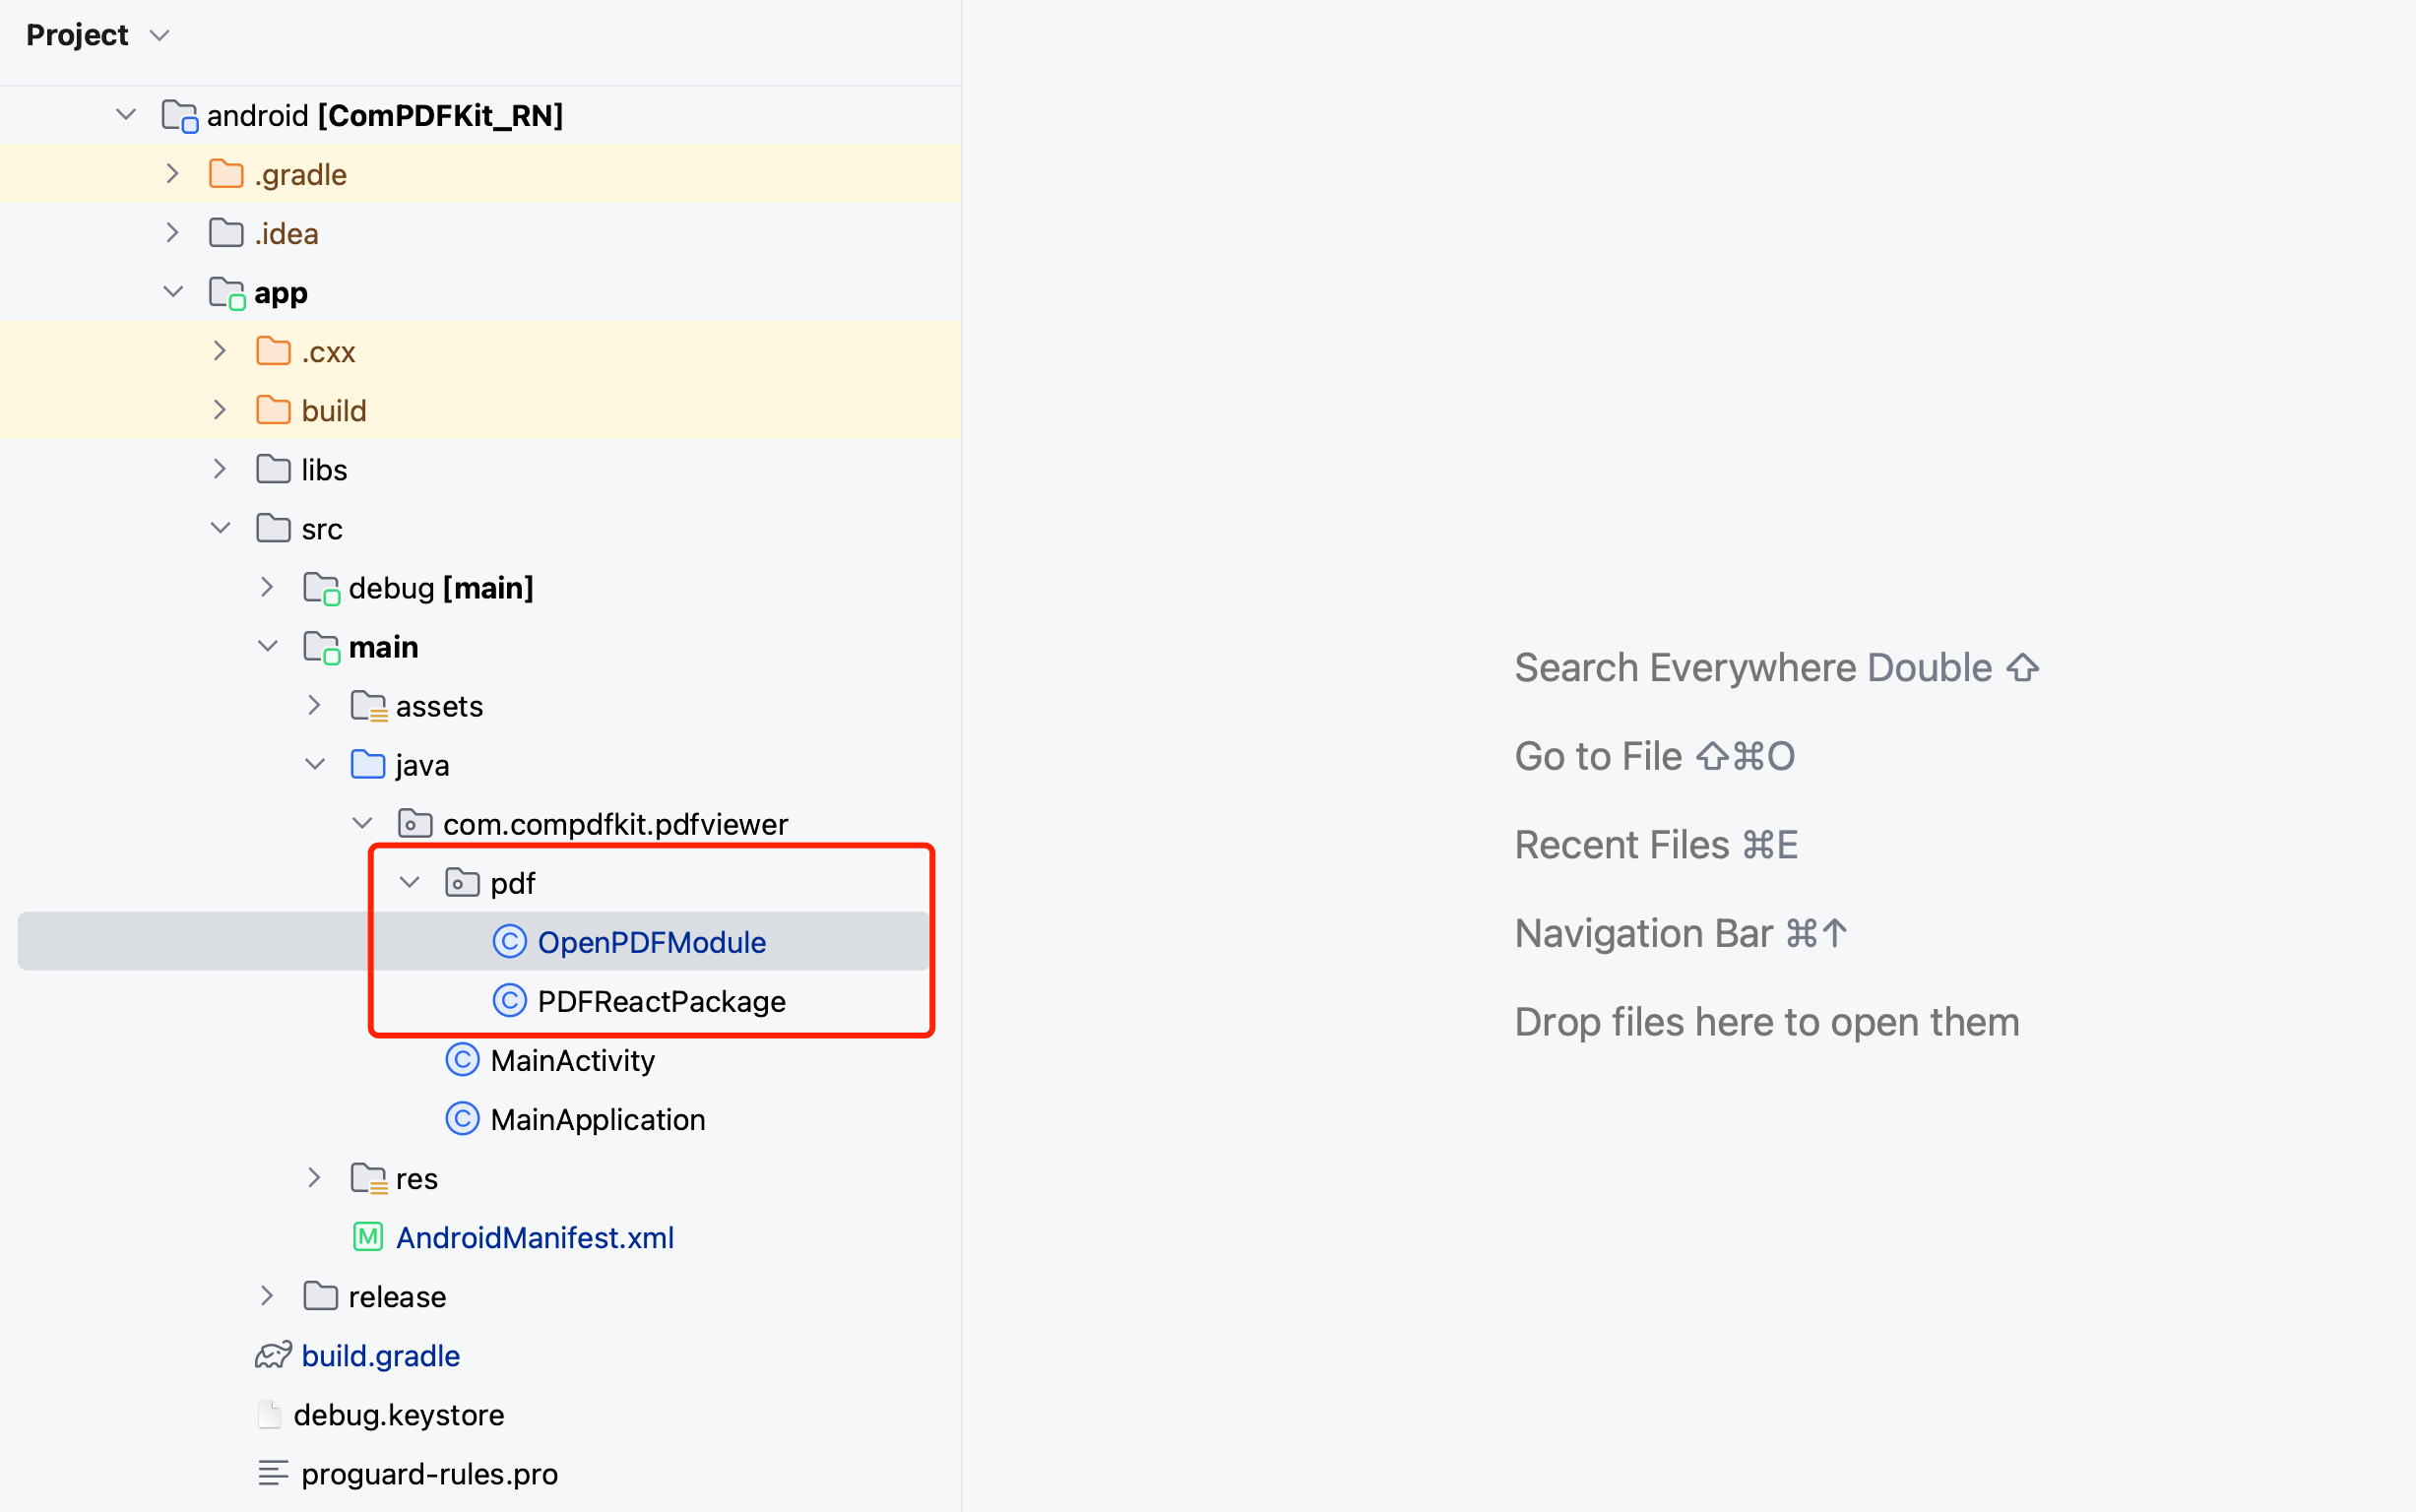 Project
android [ComPDFKit_RN]
.gradle
.idea
app
.cxx
build
libs
src
debug [main]
main
assets
java
com.compdfkit.pdfviewer
pdf
OpenPDFModule
PDFReactPackage
MainActivity
MainApplication
res
AndroidManifest.xml
release
build.gradle
debug.keystore
proguard-rules.pro
Search Everywhere Double ⇧
Go to File ⇧⌘O
Recent Files ⌘E
Navigation Bar ⌘↑
Drop files here to open them